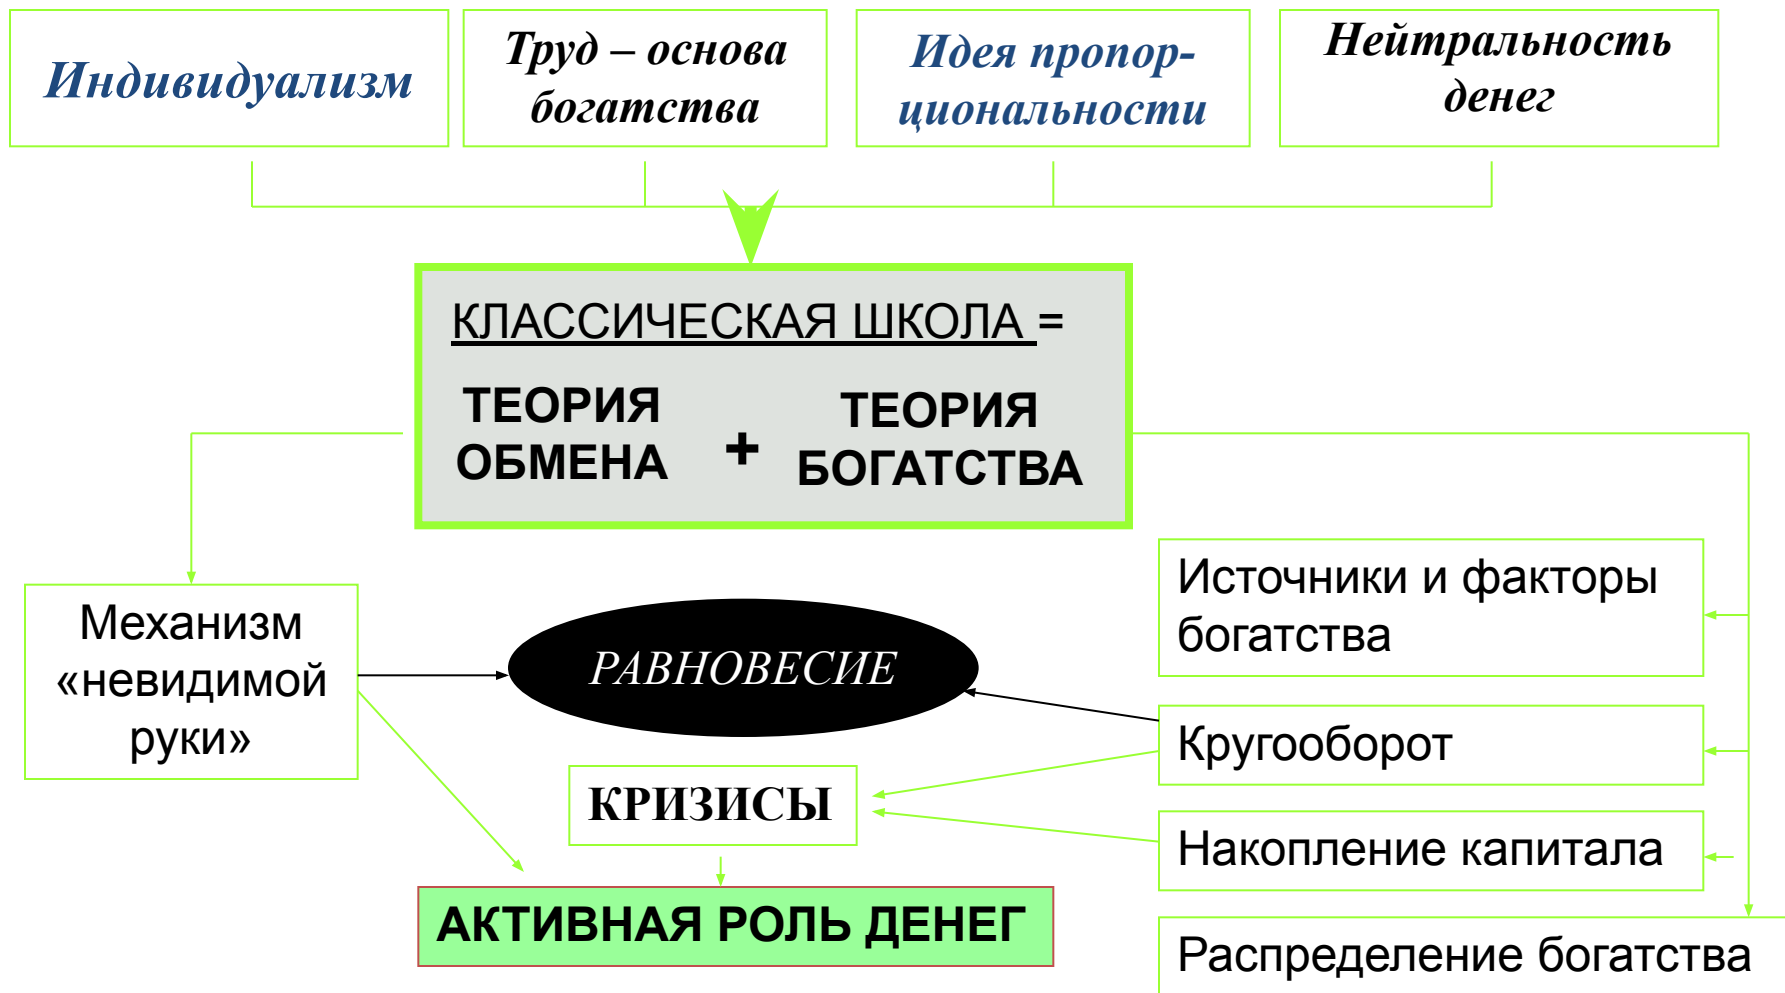 Индивидуализм
Труд – основа
богатства
Идея пропор-
циональности
Нейтральность
денег
КЛАССИЧЕСКАЯ ШКОЛА =
ТЕОРИЯ
ОБМЕНА
+
ТЕОРИЯ
БОГАТСТВА
Механизм
«невидимой
руки»
РАВНОВЕСИЕ
Источники и факторы
богатства
Кругооборот
КРИЗИСЫ
Накопление капитала
АКТИВНАЯ РОЛЬ ДЕНЕГ
Распределение богатства